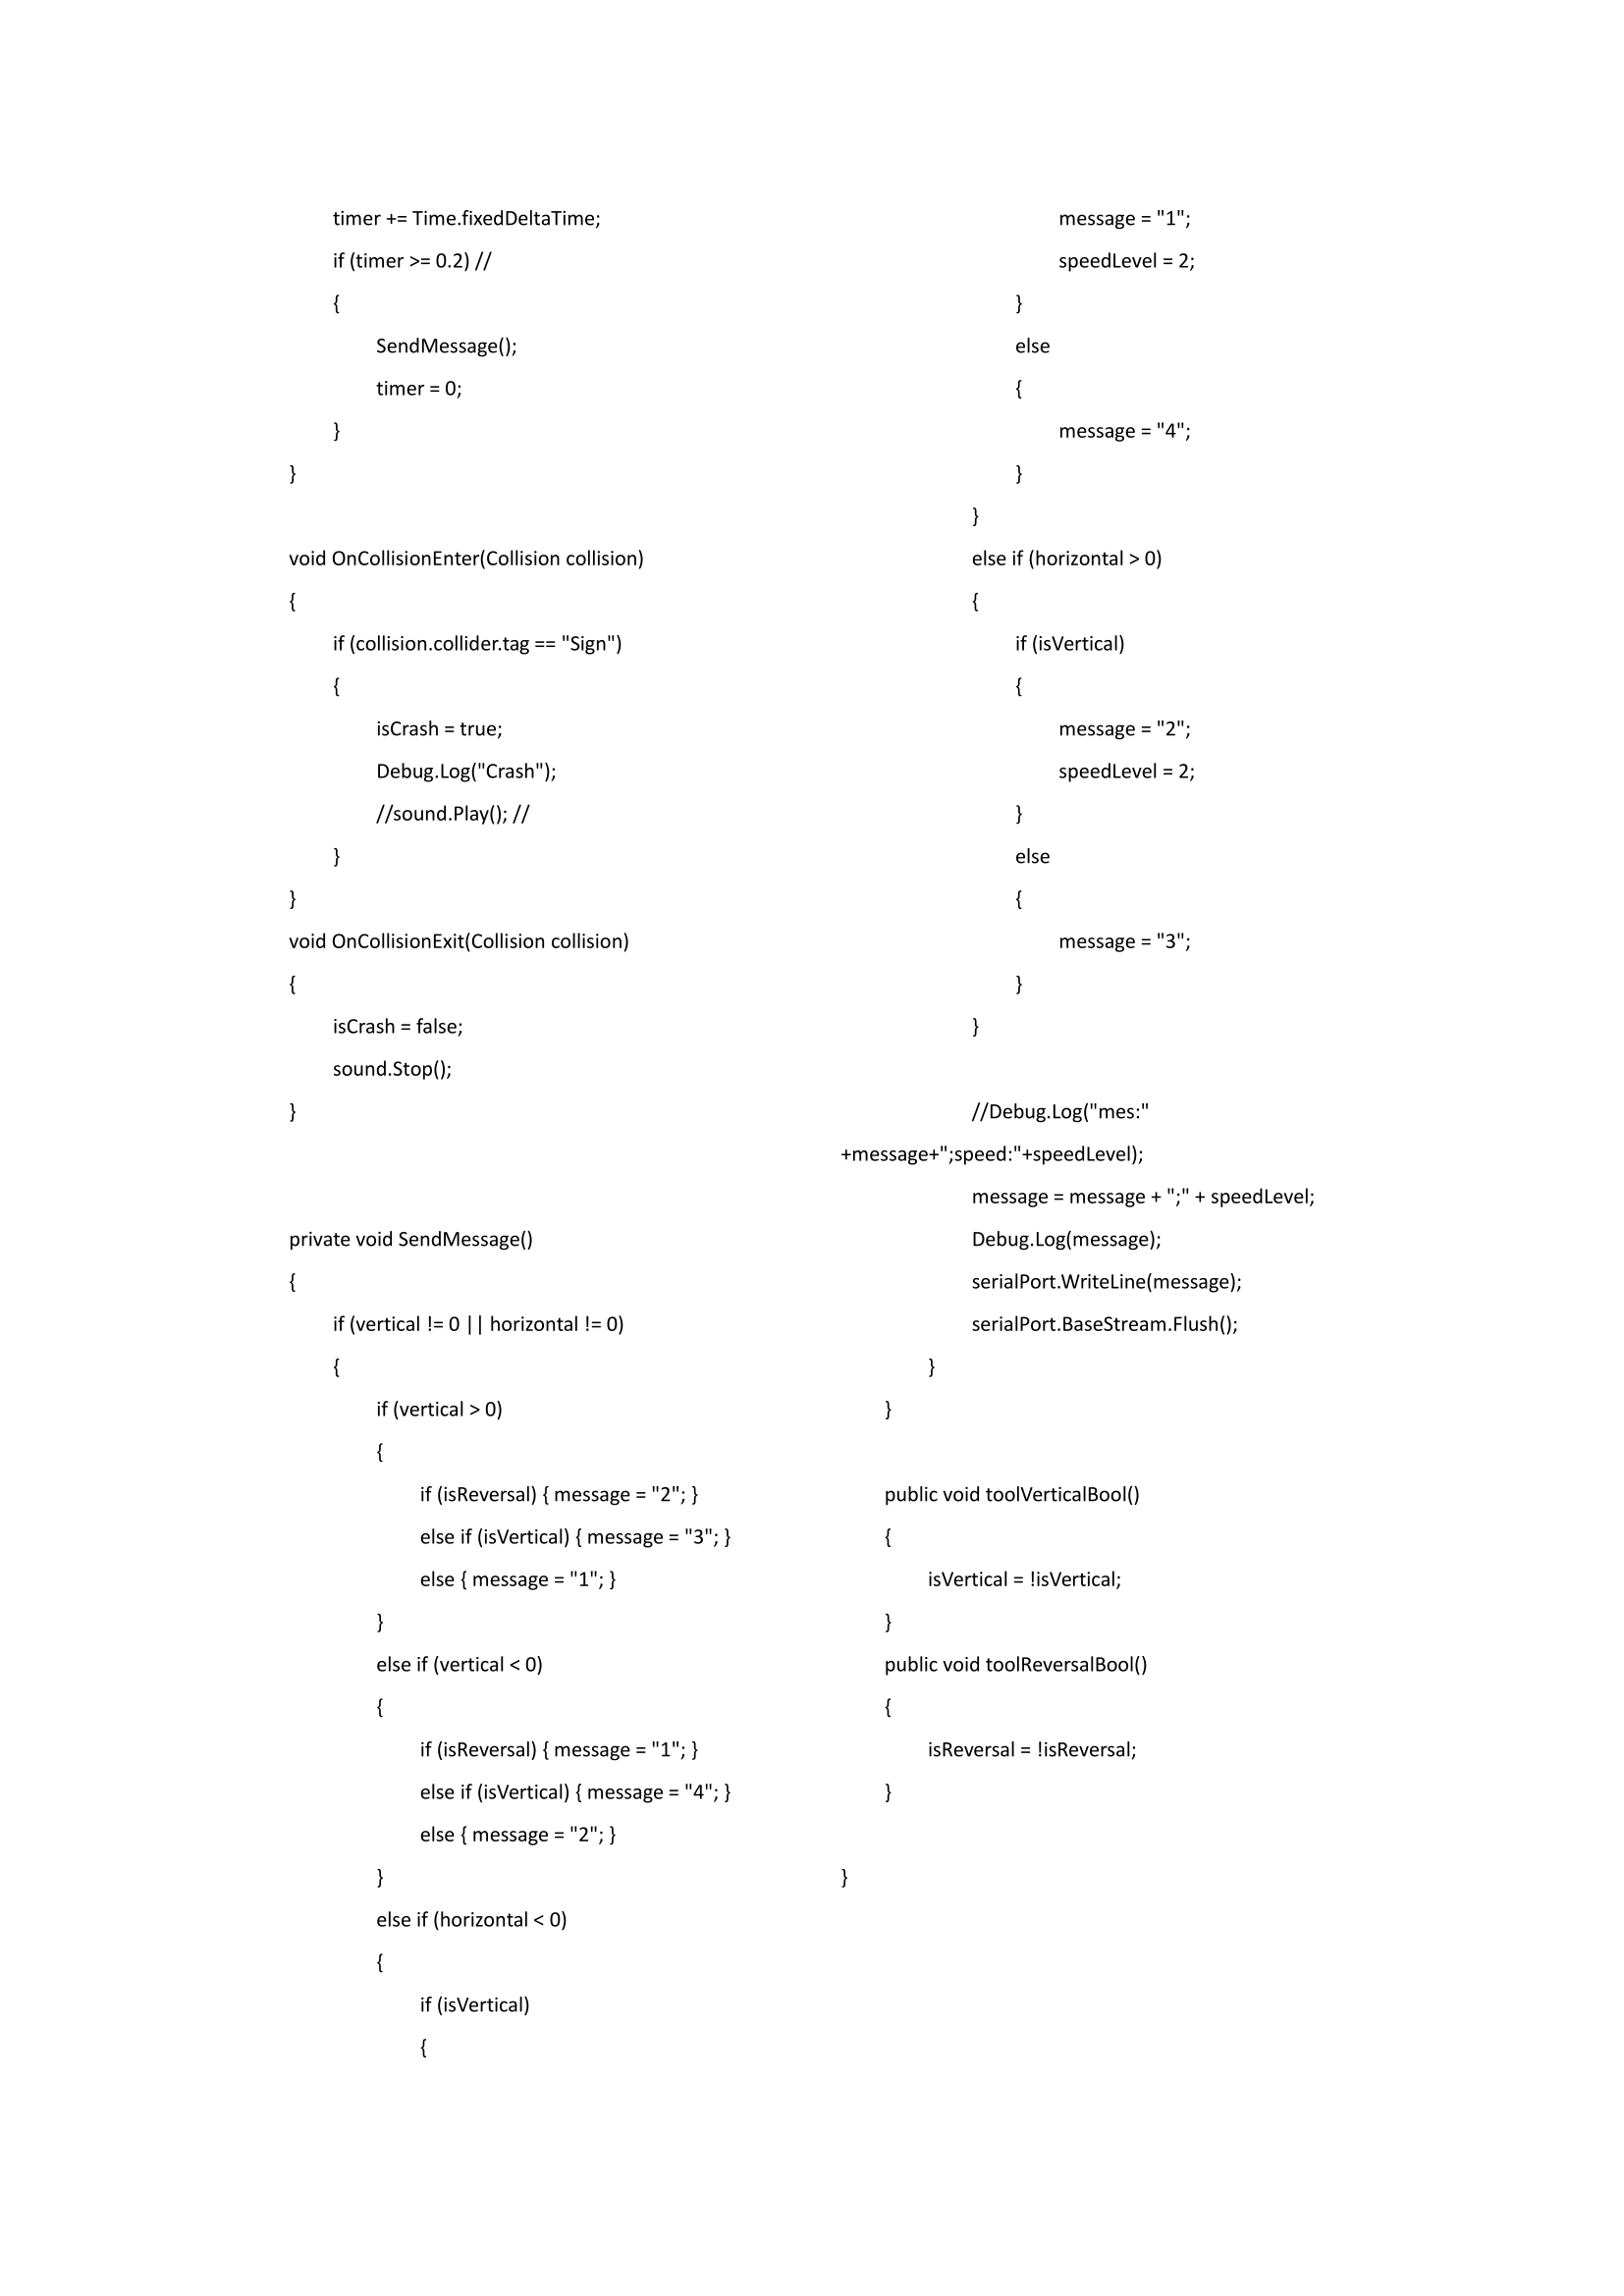 timer += Time.fixedDeltaTime;
if (timer >= 0.2) //
{
SendMessage();
timer = 0;
}
}
void OnCollisionEnter(Collision collision)
{
if (collision.collider.tag == "Sign")
{
isCrash = true;
Debug.Log("Crash");
//sound.Play(); //
}
}
void OnCollisionExit(Collision collision)
{
isCrash = false;
sound.Stop();
}
private void SendMessage()
{
if (vertical != 0 || horizontal != 0)
{
if (vertical > 0)
{
if (isReversal) { message = "2"; }
else if (isVertical) { message = "3"; }
else { message = "1"; }
}
else if (vertical < 0)
{
if (isReversal) { message = "1"; }
else if (isVertical) { message = "4"; }
else { message = "2"; }
}
else if (horizontal < 0)
{
if (isVertical)
{
message = "1";
speedLevel = 2;
}
else
{
message = "4";
}
}
else if (horizontal > 0)
{
if (isVertical)
{
message = "2";
speedLevel = 2;
}
else
{
message = "3";
}
}
//Debug.Log("mes:"
+message+";speed:"+speedLevel);
message = message + ";" + speedLevel;
Debug.Log(message);
serialPort.WriteLine(message);
serialPort.BaseStream.Flush();
}
}
public void toolVerticalBool()
{
isVertical = !isVertical;
}
public void toolReversalBool()
{
isReversal = !isReversal;
}
}